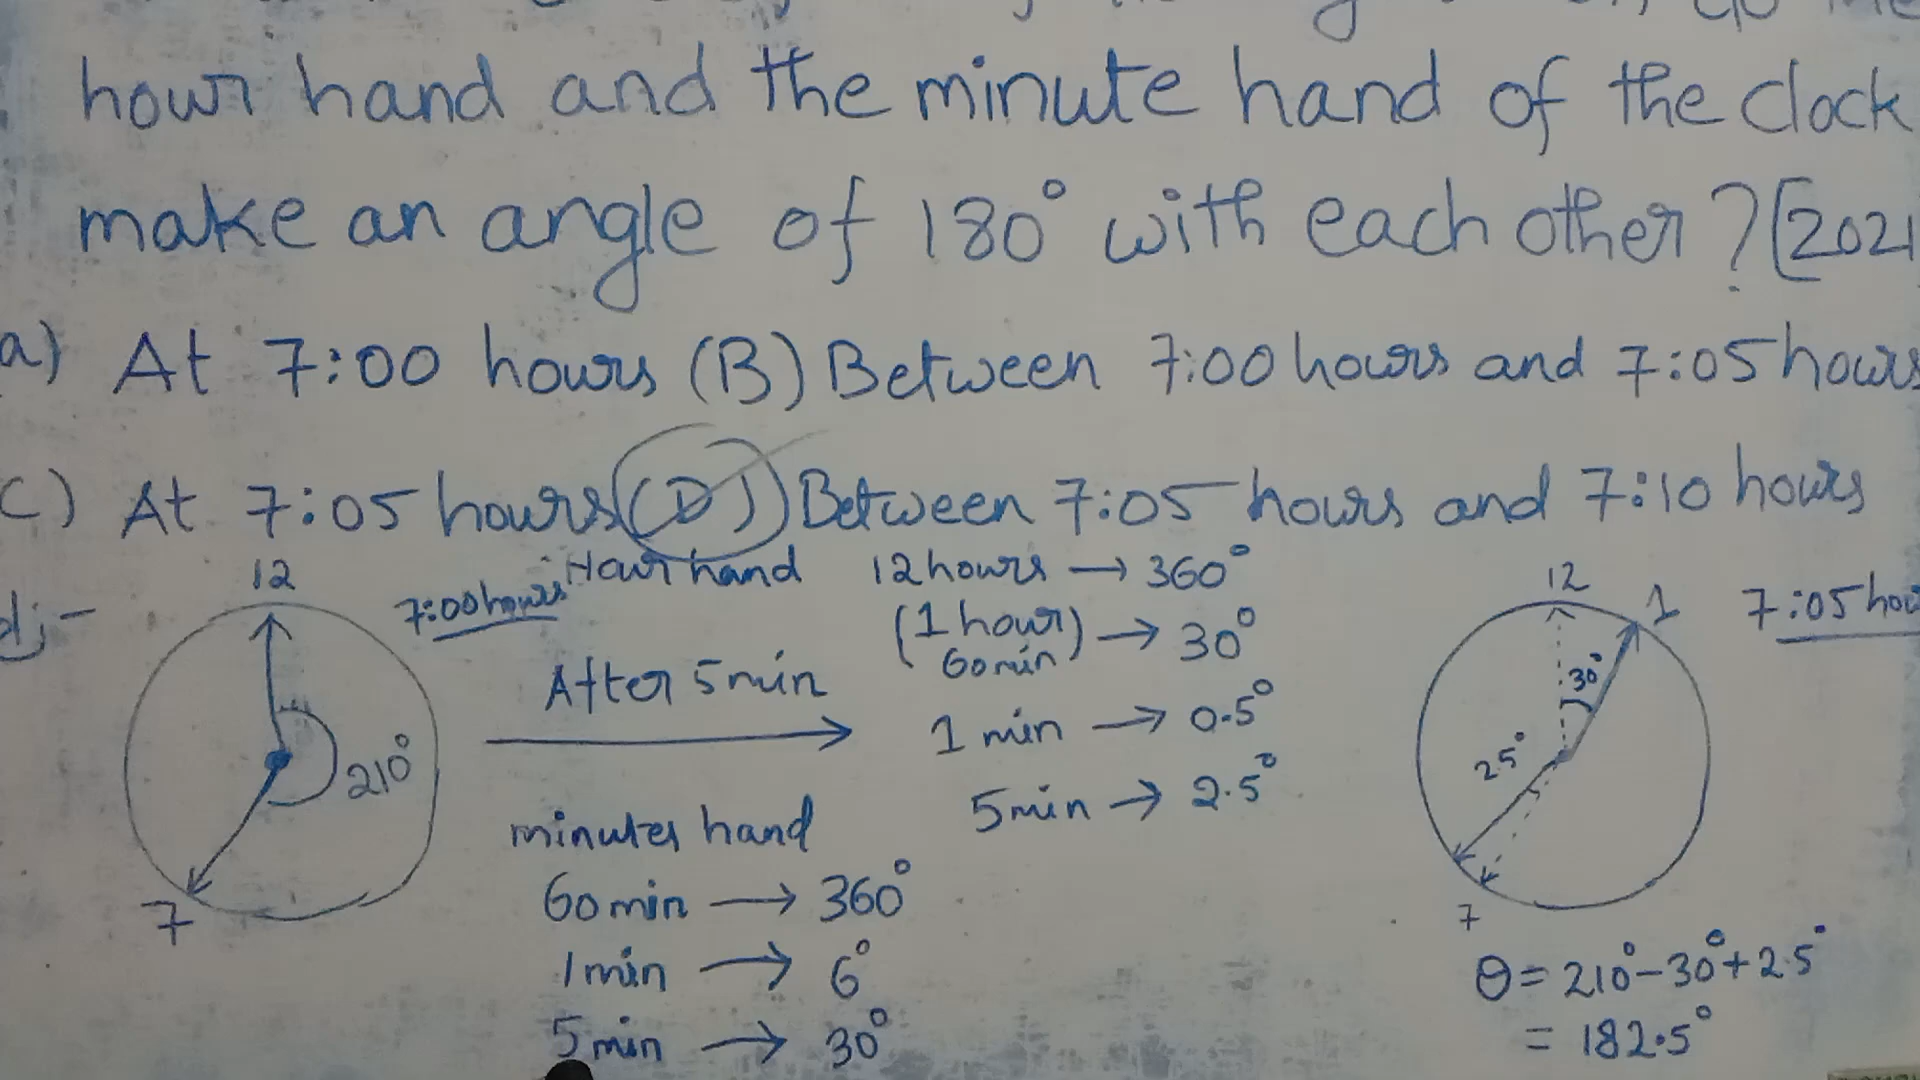 hour hand and the minute hand of the clock
make an angle of 180° with each other ? [2021
a) At 7:00 hours (B) Between 7:00 hours and 7:05 hours
C) At 7:05 hours (D) Between 7:05 hours and 7:10 hours
d;-
12
7:00 hours
210°
7
Hour hand 12 hours → 360°
(1 hour) → 30°
60 min
After 5 min
1 min → 0.5°
5 min → 2.5°
minutes hand
60 min → 360°
1 min → 6°
5 min → 30°
12
1
7:05
30°
2.5°
7
θ = 210° - 30° + 2.5°
= 182.5°